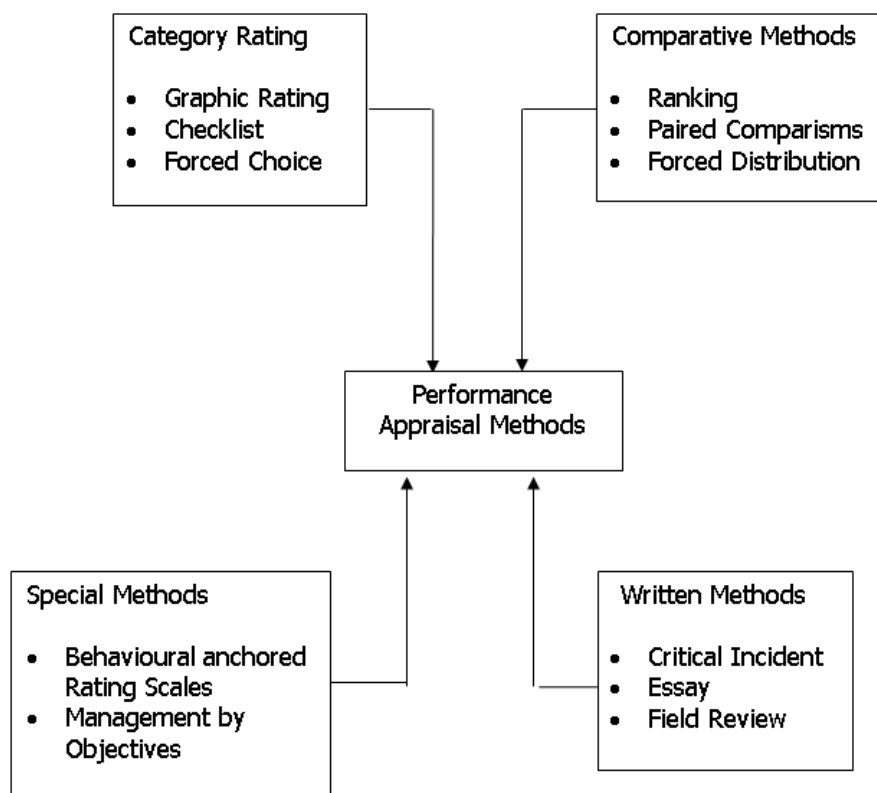 Category Rating
• Graphic Rating
• Checklist
• Forced Choice
Comparative Methods
• Ranking
• Paired Comparisms
• Forced Distribution
Performance
Appraisal Methods
Special Methods
• Behavioural anchored
Rating Scales
• Management by
Objectives
Written Methods
• Critical Incident
• Essay
• Field Review